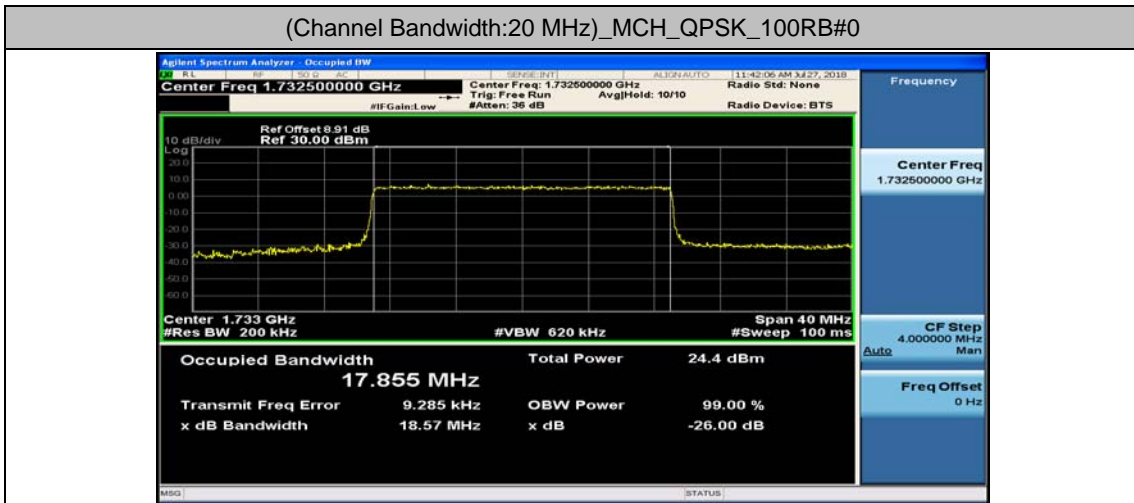 (Channel Bandwidth:20 MHz)_MCH_QPSK_100RB#0
Agilent Spectrum Analyzer - Occupied BW
RL RF 50 Ω AC SENSE:INT ALIGN AUTO 11:42:06 AM Jul 27, 2018
Center Freq 1.732500000 GHz
Center Freq: 1.732500000 GHz
Radio Std: None
Trig: Free Run Avg|Hold: 10/10
#IFGain:Low
#Atten: 36 dB
Radio Device: BTS
Ref Offset 8.91 dB
10 dB/div Ref 30.00 dBm
Log
20.0
10.0
0.00
-10.0
-20.0
-30.0
-40.0
-50.0
-60.0
Center 1.733 GHz Span 40 MHz
#Res BW 200 kHz #VBW 620 kHz #Sweep 100 ms
Occupied Bandwidth Total Power 24.4 dBm
17.855 MHz
Transmit Freq Error 9.285 kHz OBW Power 99.00 %
x dB Bandwidth 18.57 MHz x dB -26.00 dB
MSG STATUS
Frequency
Center Freq
1.732500000 GHz
CF Step
4.000000 MHz
Auto Man
Freq Offset
0 Hz